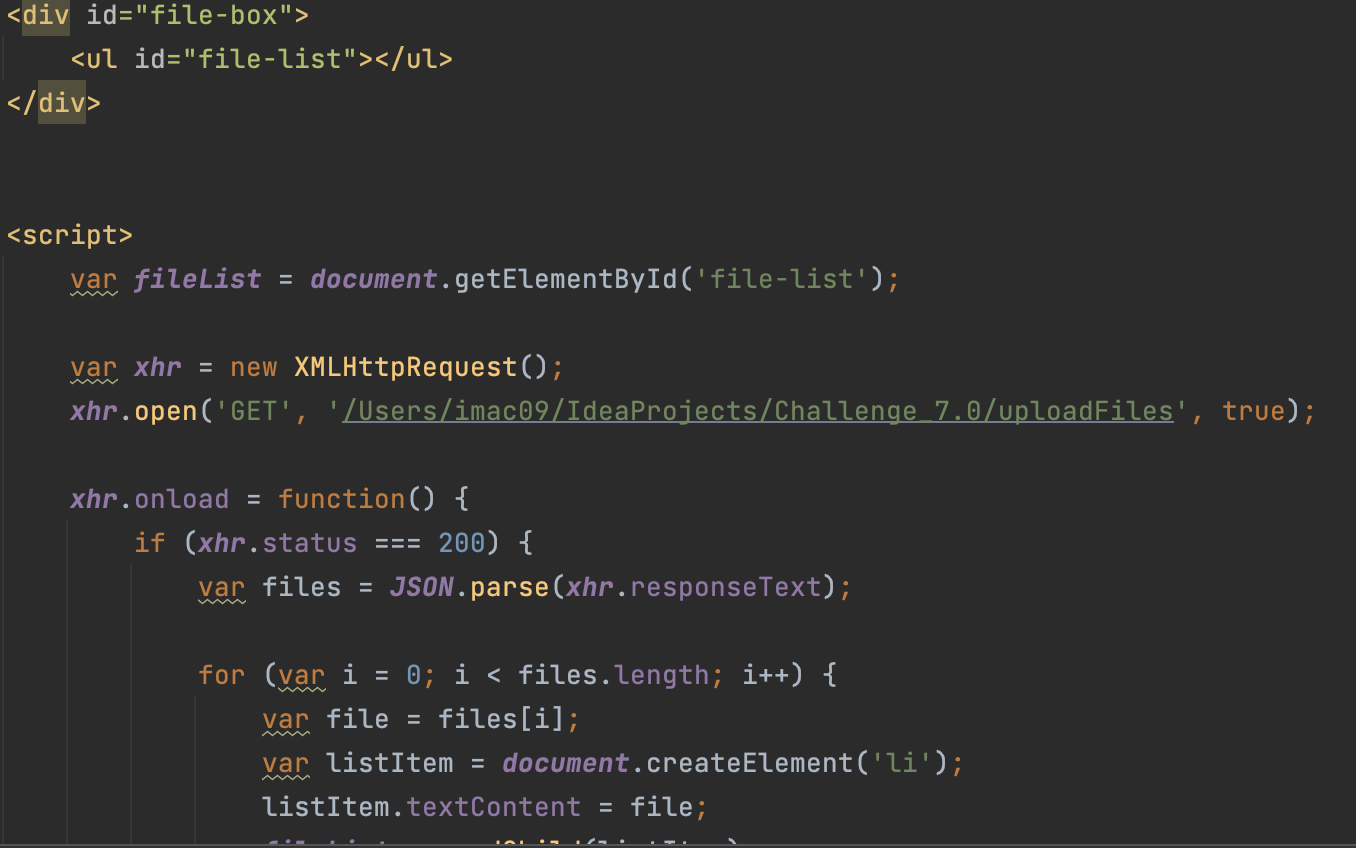 <div id="file-box">
    <ul id="file-list"></ul>
</div>
<script>
    var fileList = document.getElementById('file-list');
    var xhr = new XMLHttpRequest();
    xhr.open('GET', '/Users/imac09/IdeaProjects/Challenge_7.0/uploadFiles', true);
    xhr.onload = function() {
        if (xhr.status === 200) {
            var files = JSON.parse(xhr.responseText);
            for (var i = 0; i < files.length; i++) {
                var file = files[i];
                var listItem = document.createElement('li');
                listItem.textContent = file;